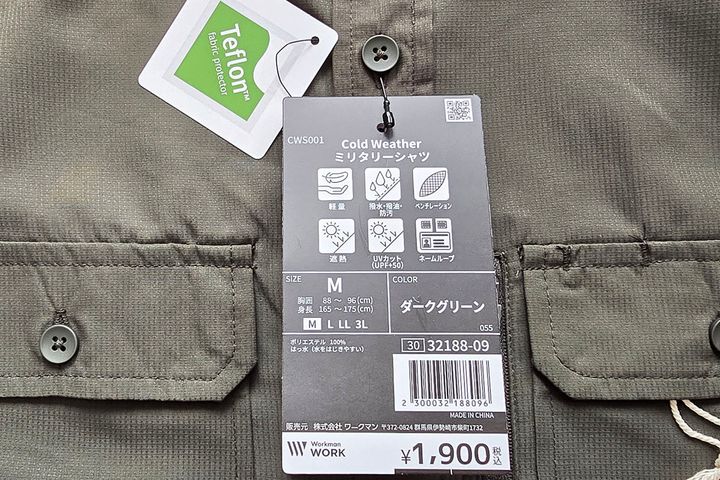 Teflon™
fabric protector
CWS001
Cold Weather
ミリタリーシャツ
軽量
撥水・撥油・防汚
ベンチレーション
遮熱
UVカット
(UPF+50)
ネームループ
SIZE
M
胸囲 88～ 96(cm)
身長 165～175(cm)
M L LL 3L
COLOR
ダークグリーン
055
ポリエステル 100%
はっ水（水をはじきやすい）
30 32188-09
2 300032 188096
MADE IN CHINA
販売元 株式会社 ワークマン 〒372-0824 群馬県伊勢崎市柴町1732
Workman
WORK
¥1,900税込